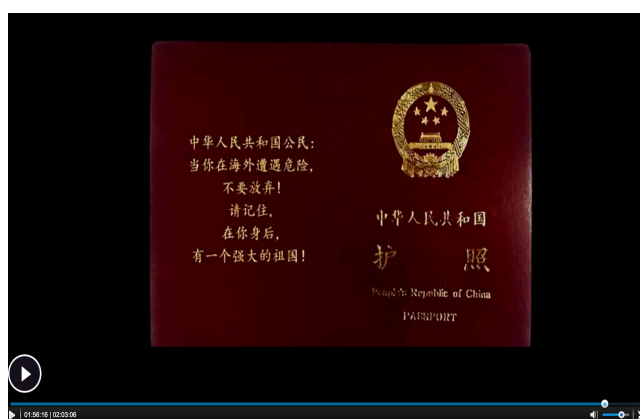 中华人民共和国公民：
当你在海外遭遇危险，
不要放弃！
请记住，
在你身后，
有一个强大的祖国！
中华人民共和国
护照
People's Republic of China
PASSPORT
01:56:16 | 02:03:06